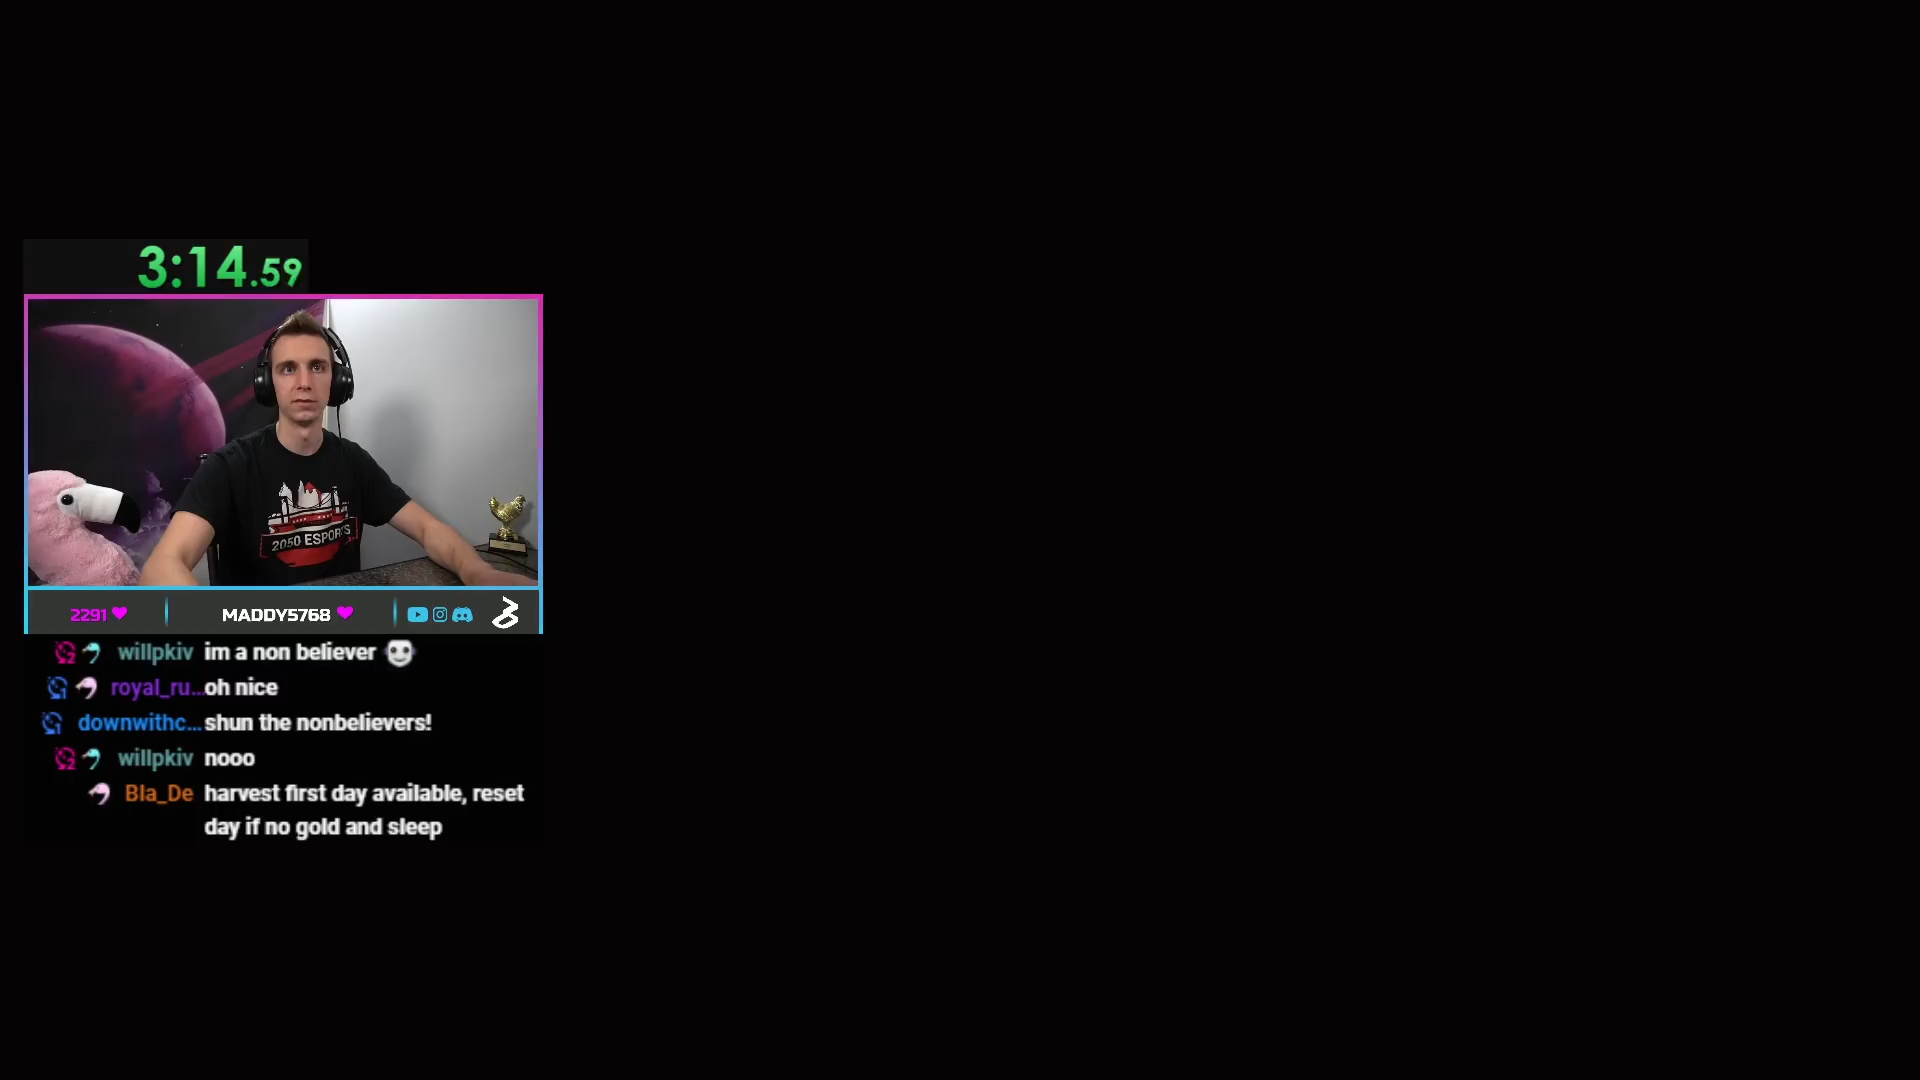 3:14.59
2050 ESPORTS
2291 MADDY5768
willpkiv im a non believer
royal_ru... oh nice
downwithc... shun the nonbelievers!
willpkiv nooo
Bla_De harvest first day available, reset
day if no gold and sleep